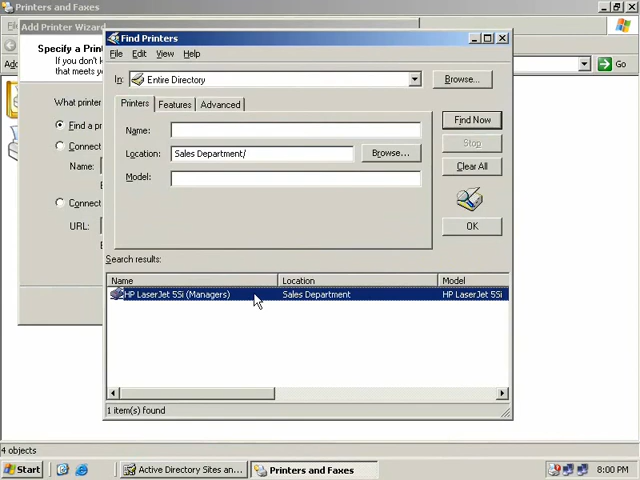 Printers and Faxes
Add Printer Wizard
Specify a Prin
If you don't k
that meets yo
What printer
Find a p
Connect
Name:
Connect
URL:
Go
Find Printers
File Edit View Help
In: Entire Directory Browse...
Printers Features Advanced
Name: Find Now
Location: Sales Department/ Browse... Stop
Model: Clear All
OK
Search results:
Name Location Model
HP LaserJet 5Si (Managers) Sales Department HP LaserJet 5Si
1 item(s) found
4 objects
Start Active Directory Sites an... Printers and Faxes 8:00 PM